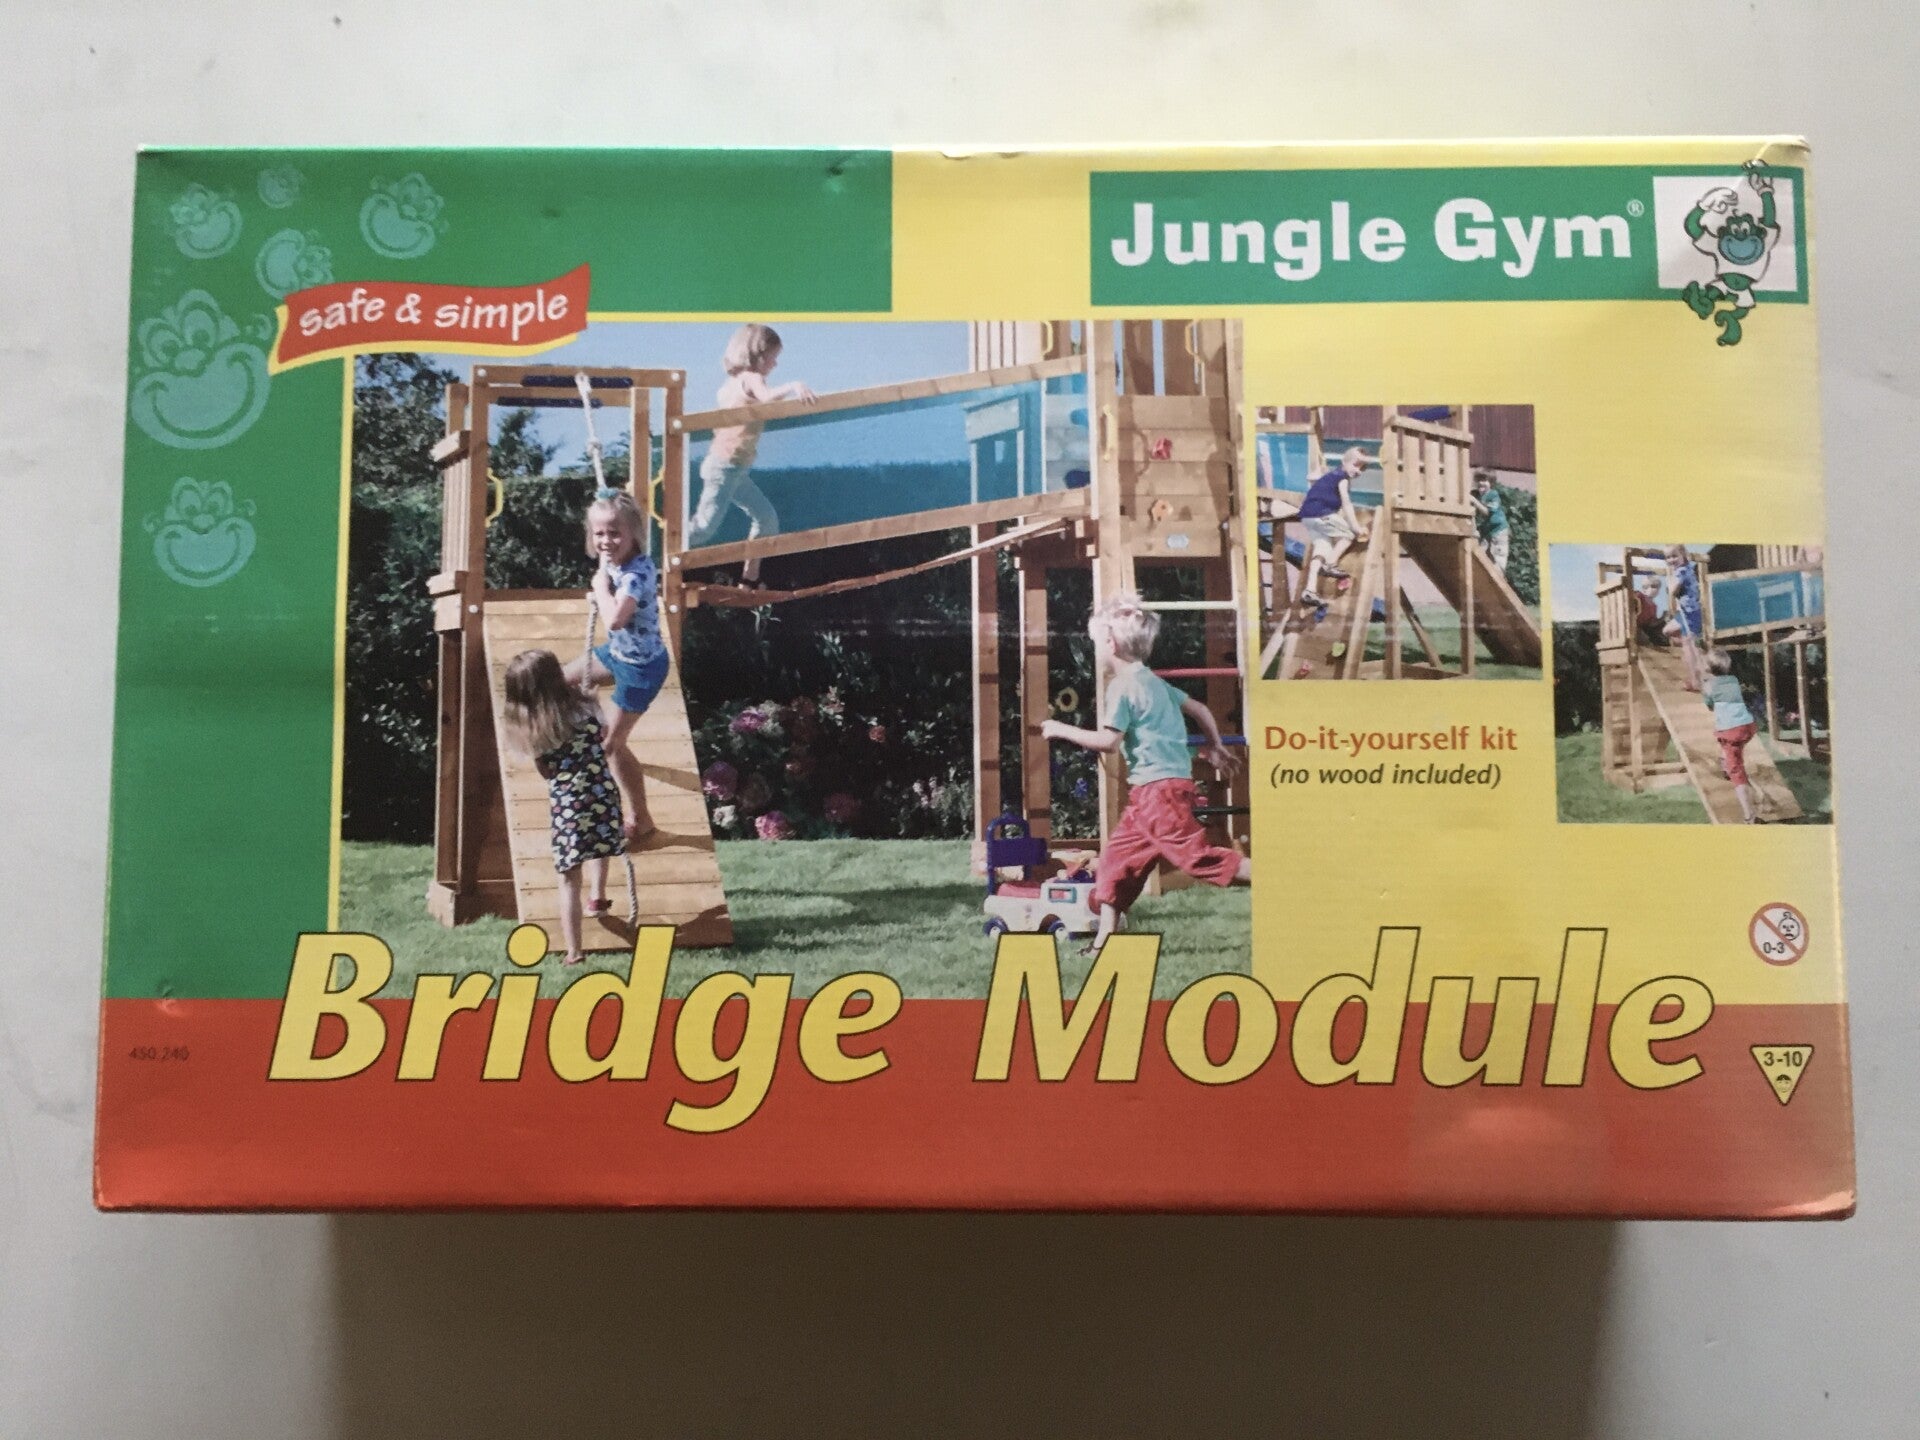 Jungle Gym®
safe & simple
Do-it-yourself kit
(no wood included)
0-3
Bridge Module
450.240
3-10